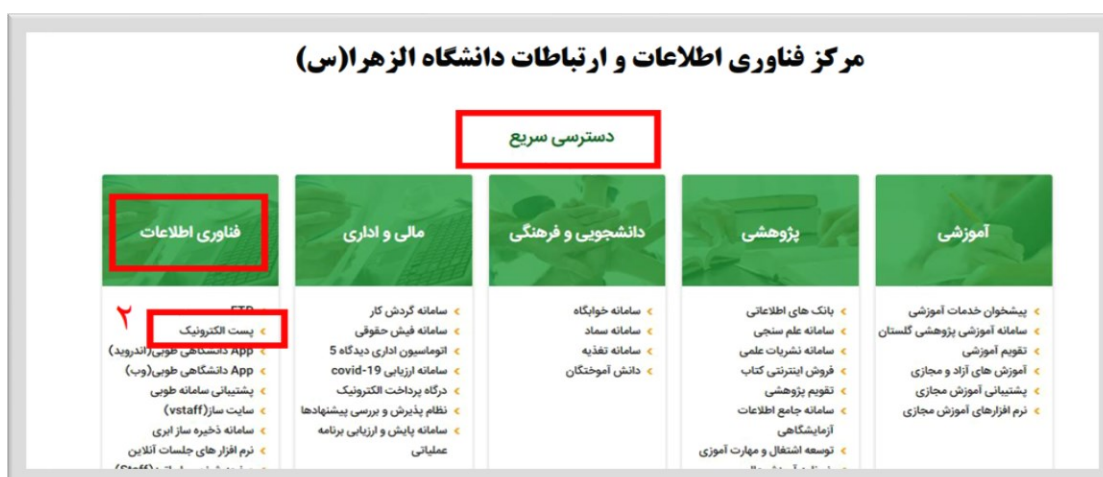 مرکز فناوری اطلاعات و ارتباطات دانشگاه الزهرا(س)
دسترسی سریع
آموزشی
پیشخوان خدمات آموزشی
سامانه آموزشی پژوهشی گلستان
تقویم آموزشی
آموزش های آزاد و مجازی
پشتیبانی آموزش مجازی
نرم افزارهای آموزش مجازی
پژوهشی
بانک های اطلاعاتی
سامانه علم سنجی
سامانه نشریات علمی
فروش اینترنتی کتاب
تقویم پژوهشی
سامانه جامع اطلاعات
آزمایشگاهی
توسعه اشتغال و مهارت آموزی
دانشجویی و فرهنگی
سامانه خوابگاه
سامانه سماد
سامانه تغذیه
دانش آموختگان
مالی و اداری
سامانه گردش کار
سامانه فیش حقوقی
اتوماسیون اداری دیدگاه 5
سامانه ارزیابی covid-19
درگاه پرداخت الکترونیک
نظام پذیرش و بررسی پیشنهادها
سامانه پایش و ارزیابی برنامه
عملیاتی
فناوری اطلاعات
FTP
۲
پست الکترونیک
App دانشگاهی طوبی(اندروید)
App دانشگاهی طوبی(وب)
پشتیبانی سامانه طوبی
سایت ساز(vstaff)
سامانه ذخیره ساز ابری
نرم افزار های جلسات آنلاین